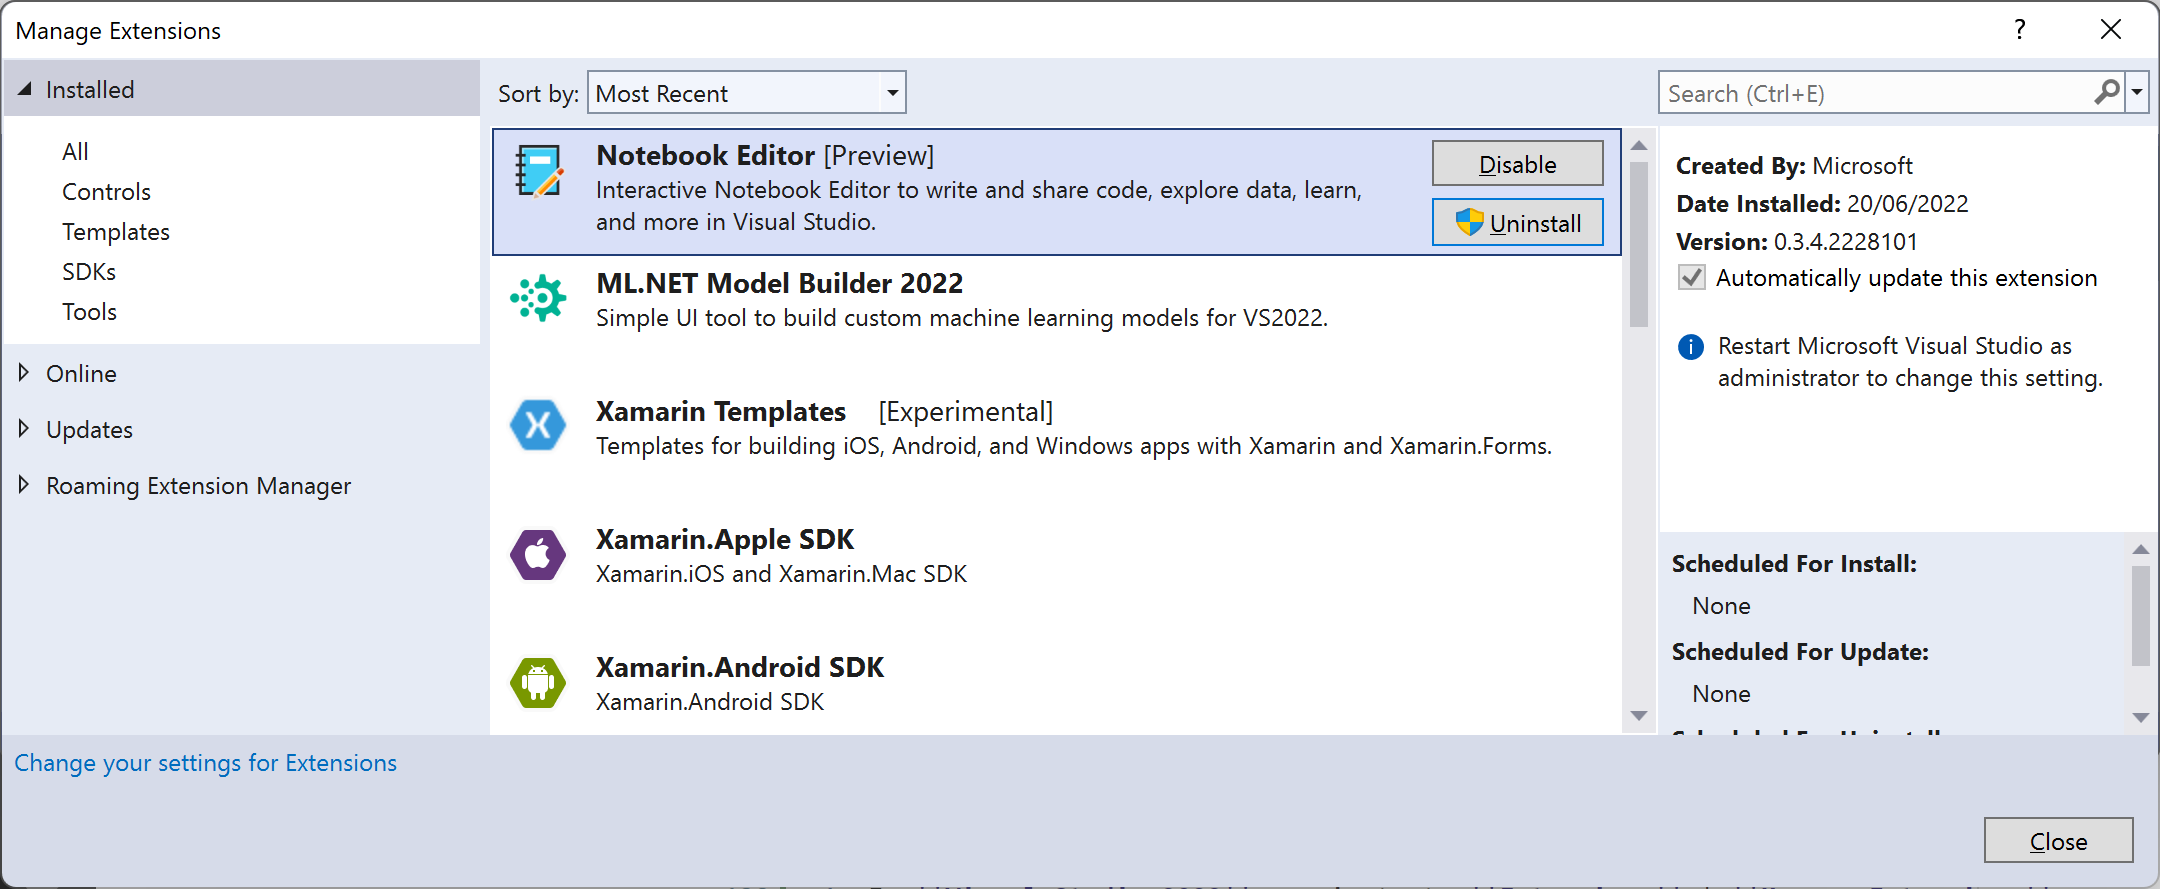 Manage Extensions
?
Installed
All
Controls
Templates
SDKs
Tools
Online
Updates
Roaming Extension Manager
Sort by: Most Recent
Notebook Editor [Preview]
Interactive Notebook Editor to write and share code, explore data, learn,
and more in Visual Studio.
Disable
Uninstall
ML.NET Model Builder 2022
Simple UI tool to build custom machine learning models for VS2022.
Xamarin Templates [Experimental]
Templates for building iOS, Android, and Windows apps with Xamarin and Xamarin.Forms.
Xamarin.Apple SDK
Xamarin.iOS and Xamarin.Mac SDK
Xamarin.Android SDK
Xamarin.Android SDK
Search (Ctrl+E)
Created By: Microsoft
Date Installed: 20/06/2022
Version: 0.3.4.2228101
Automatically update this extension
Restart Microsoft Visual Studio as
administrator to change this setting.
Scheduled For Install:
None
Scheduled For Update:
None
Change your settings for Extensions
Close